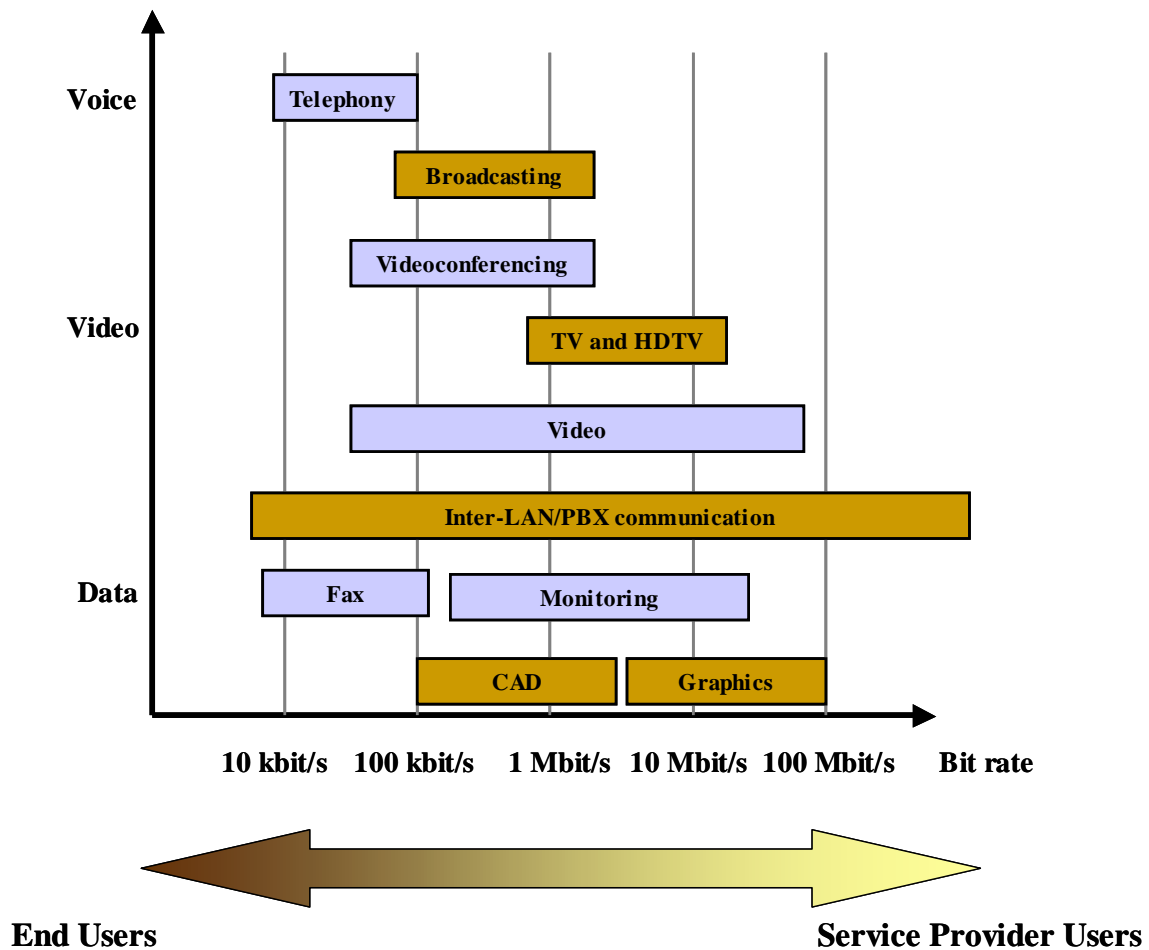 Voice
Telephony
Broadcasting
Videoconferencing
Video
TV and HDTV
Video
Inter-LAN/PBX communication
Data
Fax
Monitoring
CAD
Graphics
10 kbit/s
100 kbit/s
1 Mbit/s
10 Mbit/s
100 Mbit/s
Bit rate
End Users
Service Provider Users